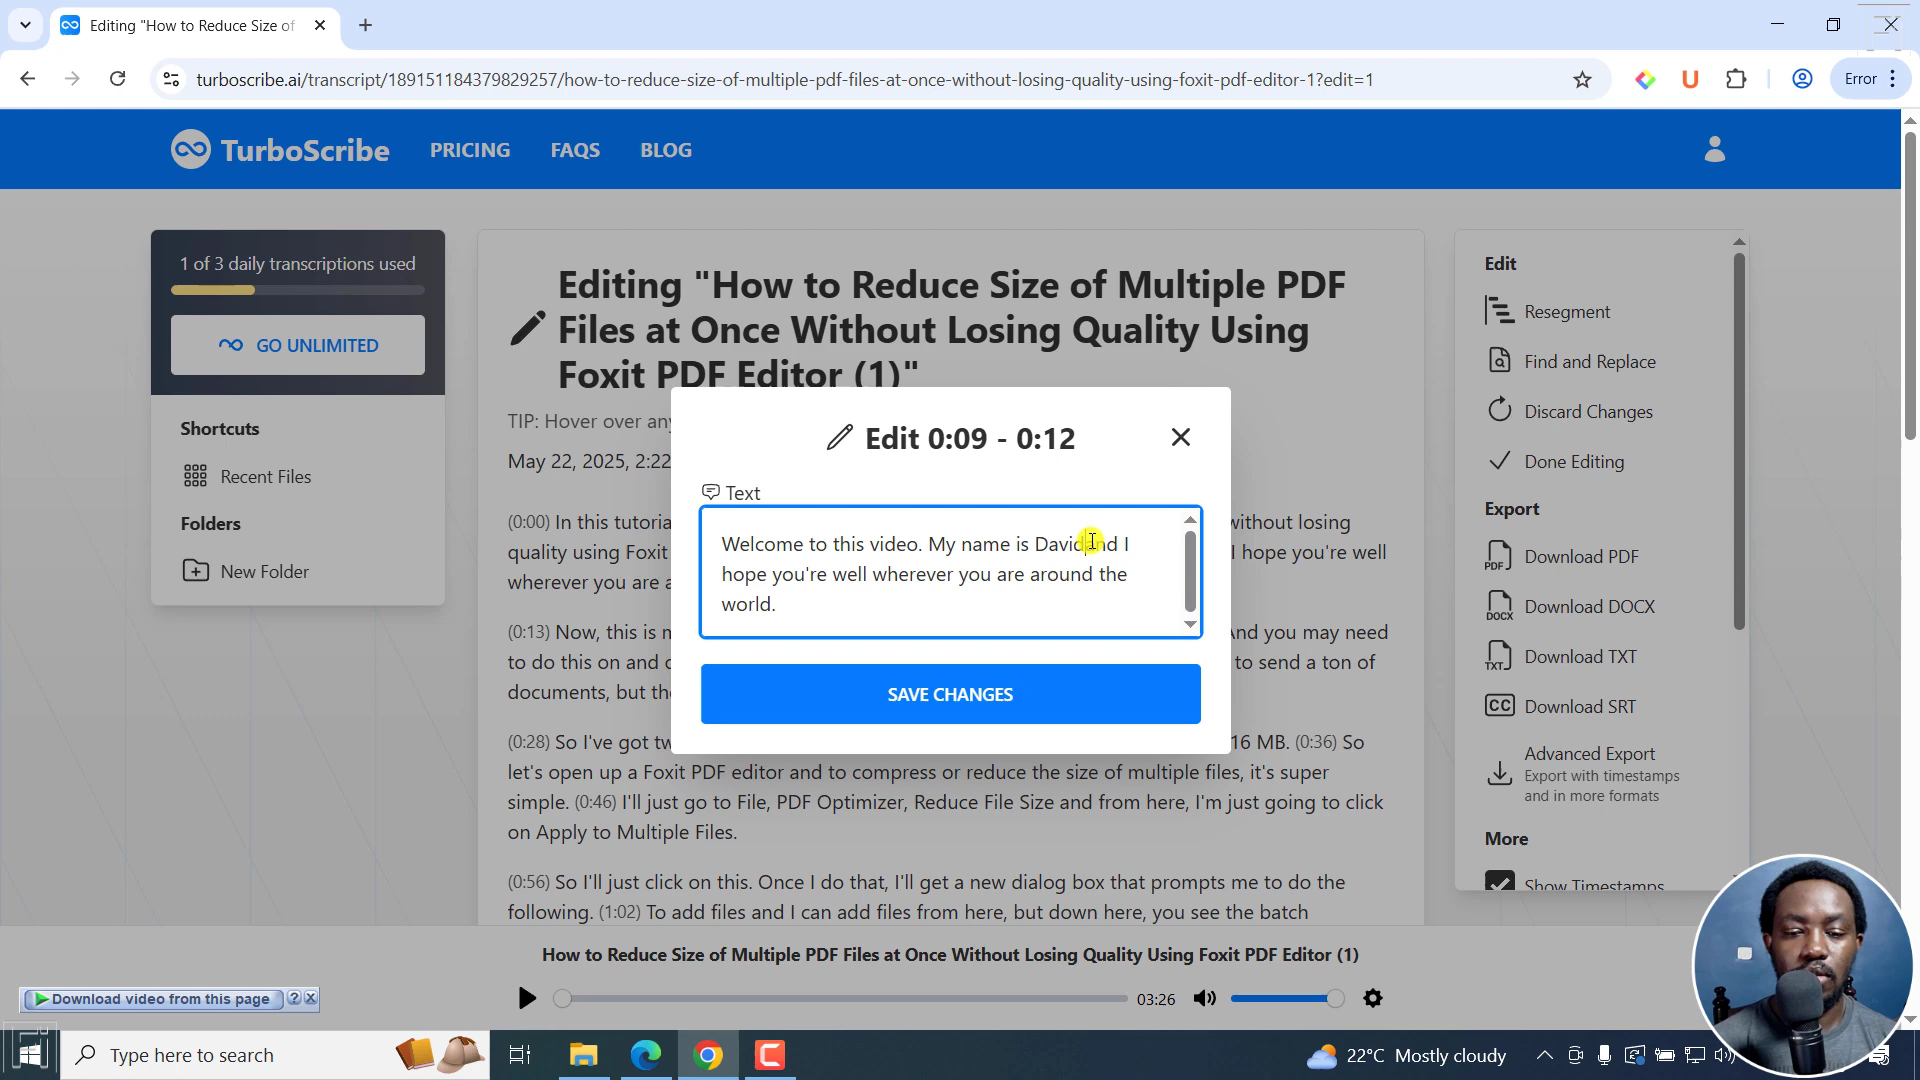 Editing "How to Reduce Size of
turboscribe.ai/transcript/189151184379829257/how-to-reduce-size-of-multiple-pdf-files-at-once-without-losing-quality-using-foxit-pdf-editor-1?edit=1
Error
TurboScribe
PRICING
FAQS
BLOG
1 of 3 daily transcriptions used
GO UNLIMITED
Shortcuts
Recent Files
Folders
New Folder
Editing "How to Reduce Size of Multiple PDF
Files at Once Without Losing Quality Using
Foxit PDF Editor (1)"
TIP: Hover over any
May 22, 2025, 2:22
(0:00) In this tutoria
without losing
quality using Foxit
I hope you're well
wherever you are a
(0:13) Now, this is
And you may need
to do this on and
to send a ton of
documents, but the
(0:28) So I've got tw
16 MB. (0:36) So
let's open up a Foxit PDF editor and to compress or reduce the size of multiple files, it's super
simple. (0:46) I'll just go to File, PDF Optimizer, Reduce File Size and from here, I'm just going to click
on Apply to Multiple Files.
(0:56) So I'll just click on this. Once I do that, I'll get a new dialog box that prompts me to do the
following. (1:02) To add files and I can add files from here, but down here, you see the batch
Edit 0:09 - 0:12
Text
Welcome to this video. My name is David and I
hope you're well wherever you are around the
world.
SAVE CHANGES
Edit
Resegment
Find and Replace
Discard Changes
Done Editing
Export
PDF
Download PDF
DOCX
Download DOCX
TXT
Download TXT
CC
Download SRT
Advanced Export
Export with timestamps
and in more formats
More
Show Timestamps
How to Reduce Size of Multiple PDF Files at Once Without Losing Quality Using Foxit PDF Editor (1)
03:26
Download video from this page
?
Type here to search
22°C Mostly cloudy